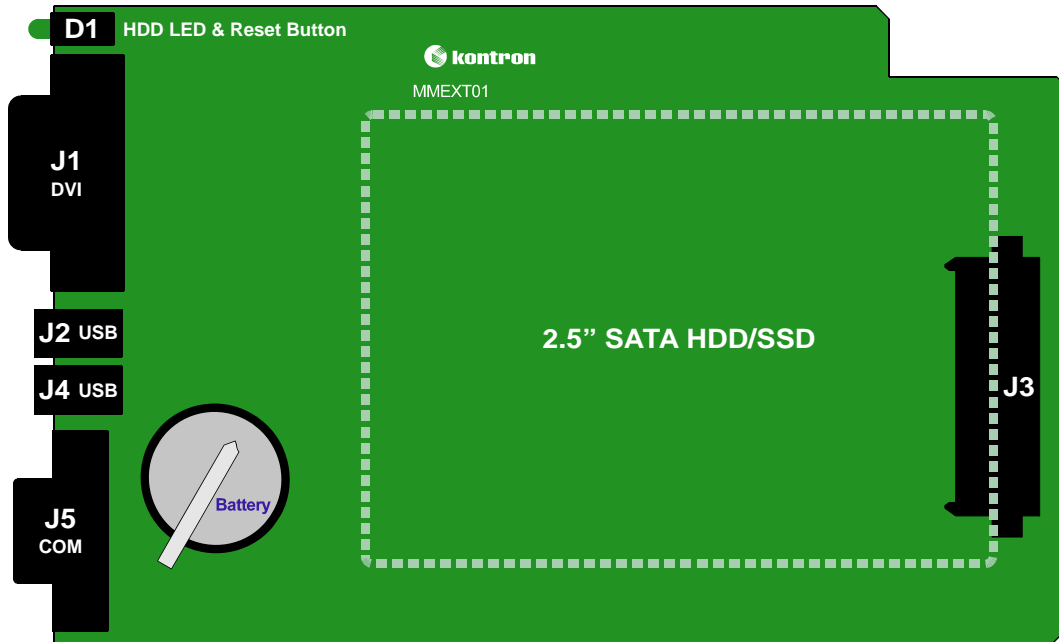 D1 HDD LED & Reset Button
kontron
MMEXT01
J1
DVI
J2 USB
2.5” SATA HDD/SSD
J4 USB
J3
Battery
J5
COM